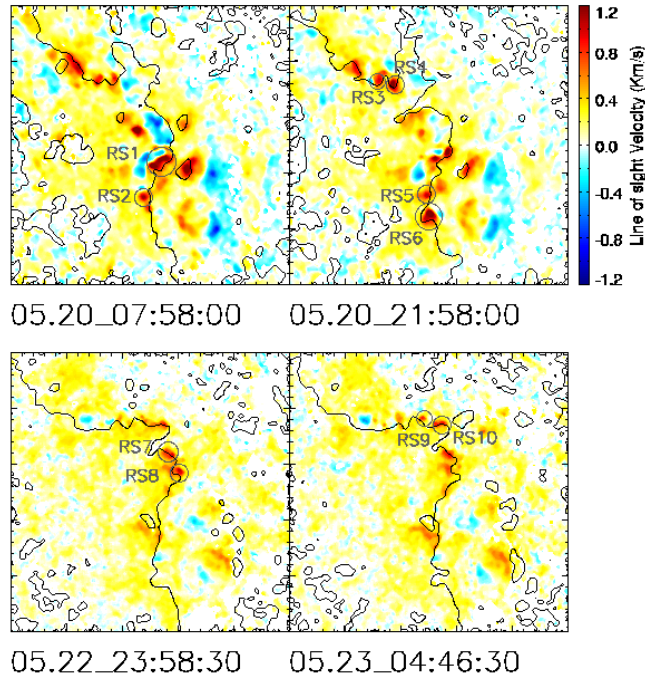 1.2
0.8
0.4
0.0
-0.4
-0.8
-1.2
Line of sight Velocity (Km/s)
RS1
RS2
RS3
RS4
RS5
RS6
05.20_07:58:00
05.20_21:58:00
RS7
RS8
RS9
RS10
05.22_23:58:30
05.23_04:46:30